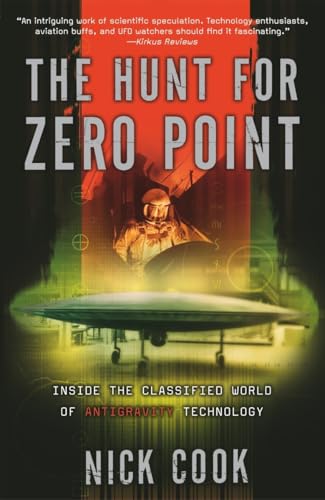 “An intriguing work of scientific speculation. Technology enthusiasts,
aviation buffs, and UFO watchers should find it fascinating.”
—Kirkus Reviews
THE HUNT FOR
ZERO POINT
INSIDE THE CLASSIFIED WORLD
OF ANTIGRAVITY TECHNOLOGY
NICK COOK